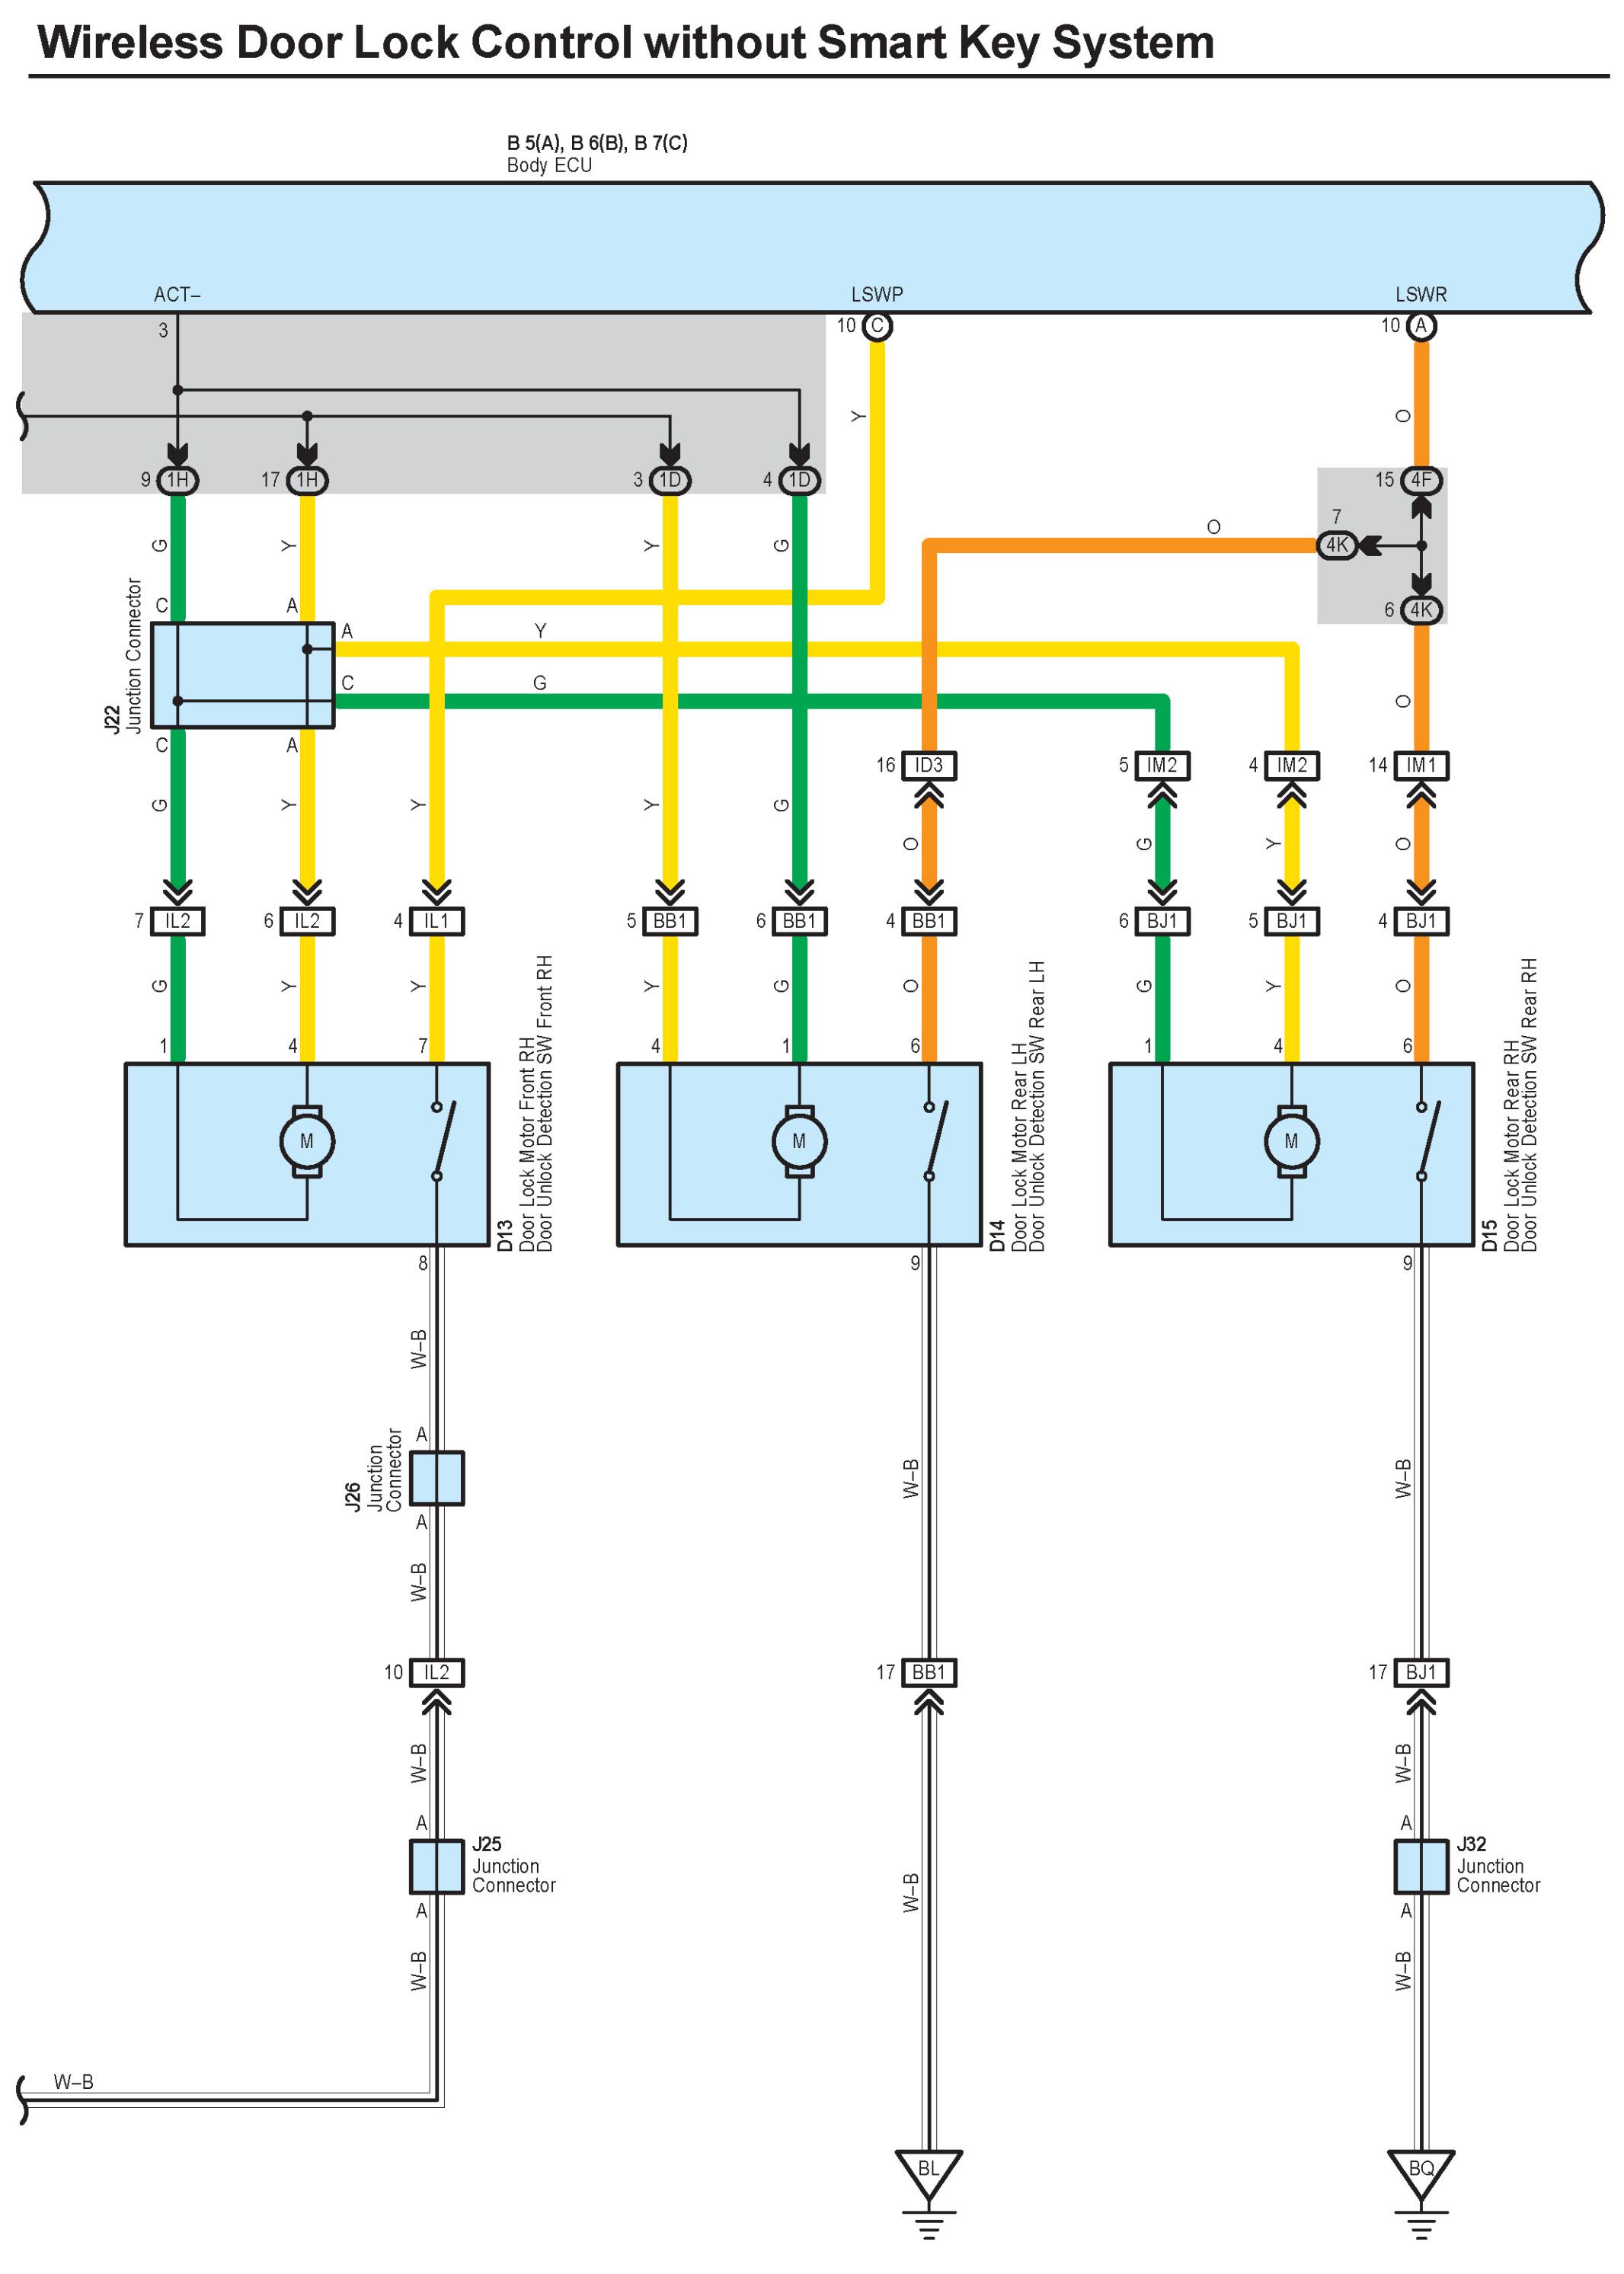 Wireless Door Lock Control without Smart Key System
B 5(A), B 6(B), B 7(C)
Body ECU
ACT–
LSWP
LSWR
3
10 C
10 A
Y
O
9 1H
17 1H
3 1D
4 1D
15 4F
G
Y
Y
G
O
7
4K
6 4K
J22
Junction Connector
C
A
A
Y
C
G
O
C
A
16 ID3
5 IM2
4 IM2
14 IM1
G
Y
Y
Y
G
O
G
Y
O
7 IL2
6 IL2
4 IL1
5 BB1
6 BB1
4 BB1
6 BJ1
5 BJ1
4 BJ1
G
Y
Y
Y
G
O
G
Y
O
1
4
7
4
1
6
1
4
6
M
M
M
D13
Door Lock Motor Front RH
Door Unlock Detection SW Front RH
D14
Door Lock Motor Rear LH
Door Unlock Detection SW Rear LH
D15
Door Lock Motor Rear RH
Door Unlock Detection SW Rear RH
8
9
9
W–B
A
J26
Junction
Connector
W–B
W–B
A
W–B
10 IL2
17 BB1
17 BJ1
W–B
W–B
A
A
J25
Junction
Connector
J32
Junction
Connector
W–B
A
A
W–B
W–B
W–B
BL
BQ